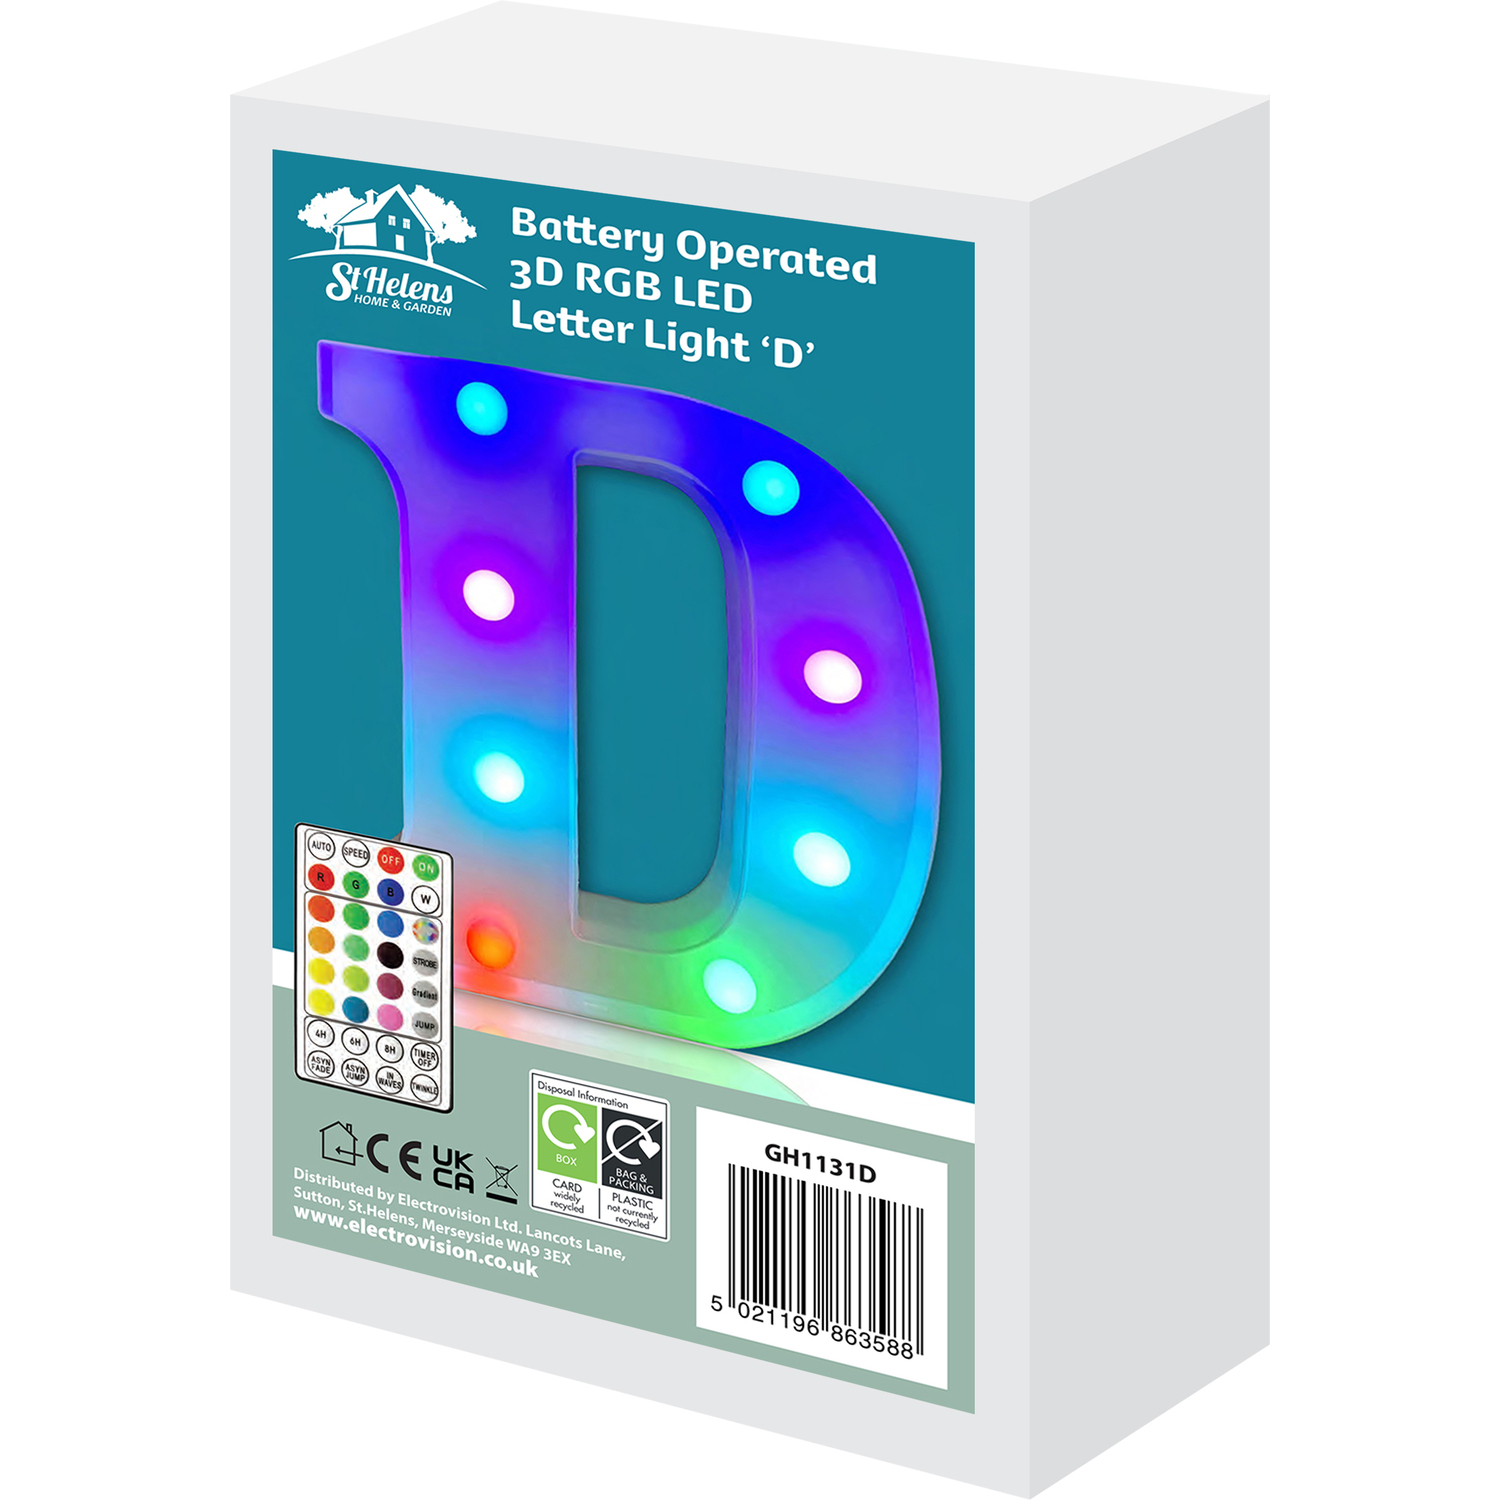 St Helens
HOME & GARDEN
Battery Operated
3D RGB LED
Letter Light ‘D’
AUTO SPEED OFF ON
R G B W
STROBE
Gradient
JUMP
4H 6H 8H TIMER OFF
ASYN FADE ASYN JUMP IN WAVES TWINKLE
CE UK CA
Distributed by Electrovision Ltd. Lancots Lane,
Sutton, St.Helens, Merseyside WA9 3EX
www.electrovision.co.uk
Disposal Information
BOX
CARD
widely
recycled
BAG &
PACKING
PLASTIC
not currently
recycled
GH1131D
5 021196 863588